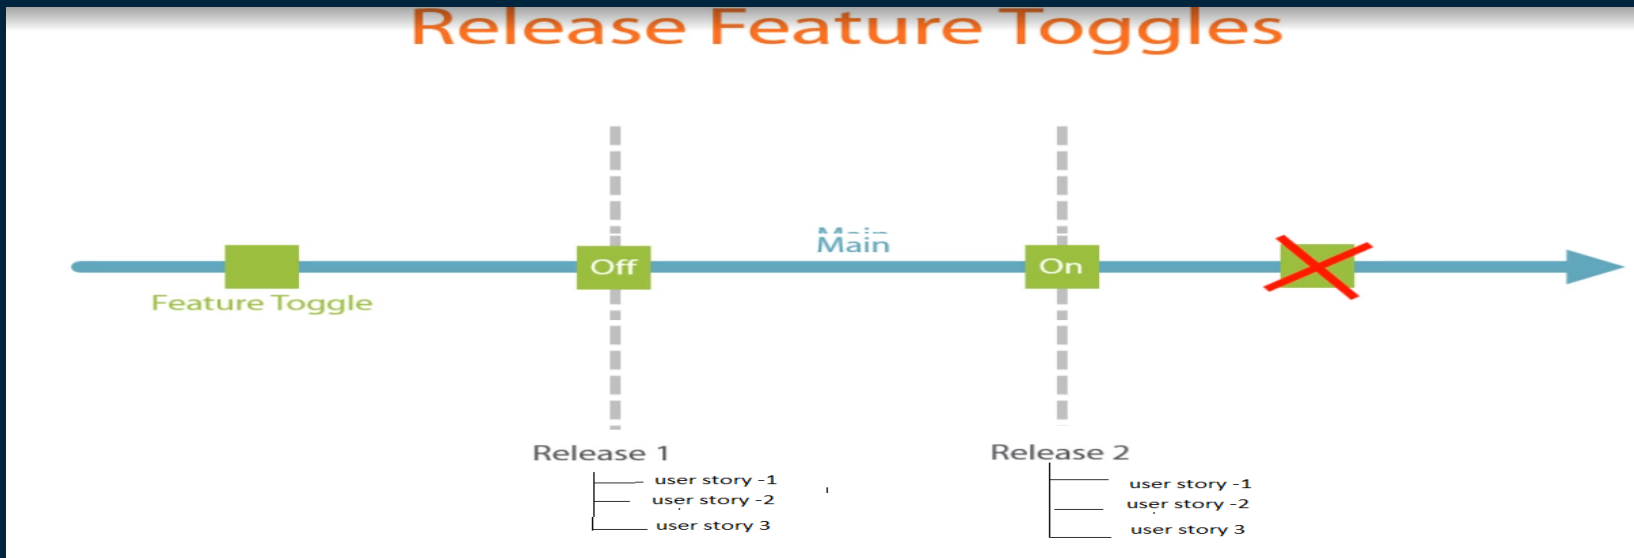 Release Feature Toggles
Main
Off
On
Feature Toggle
Release 1
user story -1
user story -2
user story 3
Release 2
user story -1
user story -2
user story 3